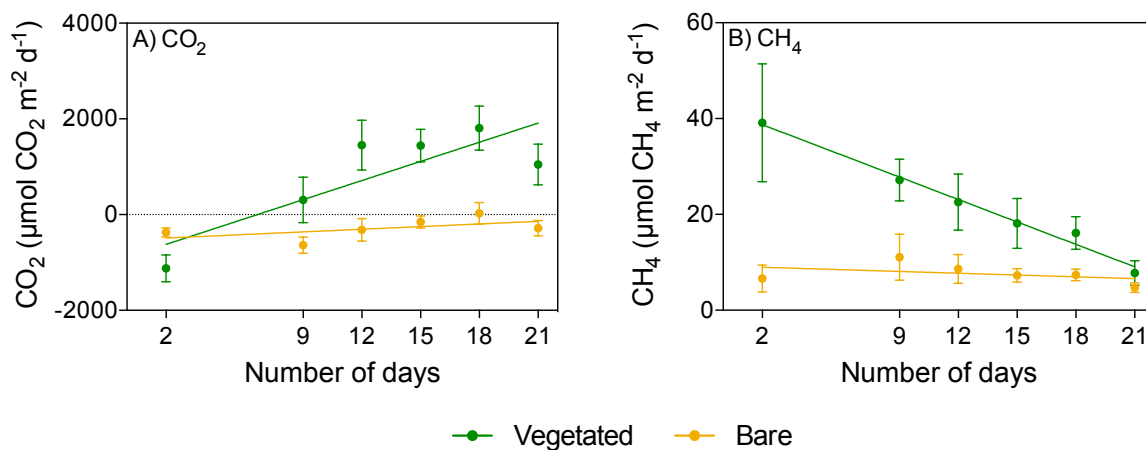 A) CO2
CO2 (µmol CO2 m-2 d-1)
4000
2000
0
-2000
2
9
12
15
18
21
Number of days
B) CH4
CH4 (µmol CH4 m-2 d-1)
60
40
20
0
2
9
12
15
18
21
Number of days
Vegetated
Bare